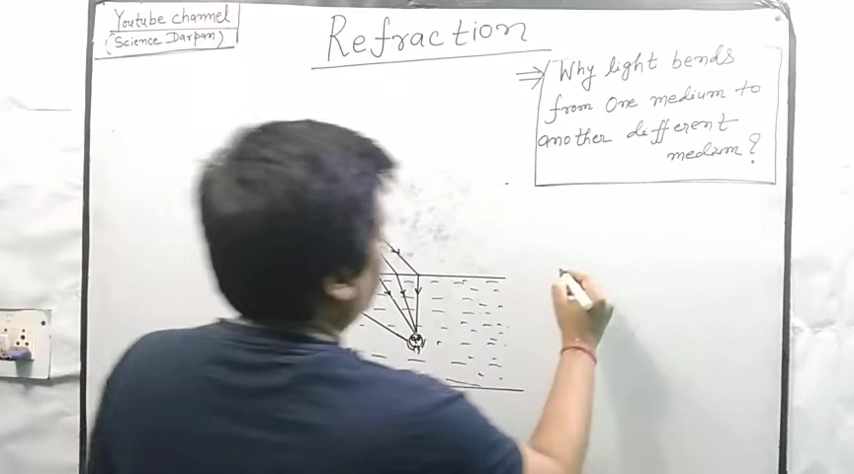 Youtube channel
(Science Darpan)
Refraction
⇒ Why light bends
from one medium to
another different
medium?